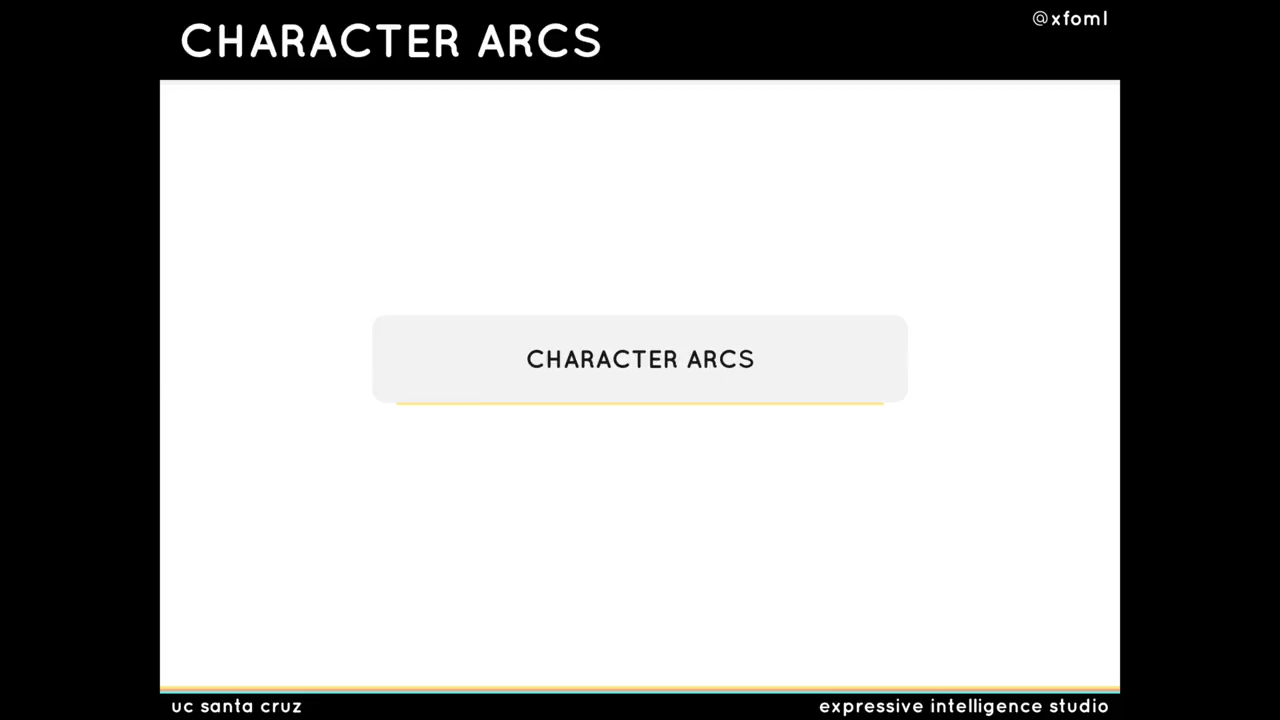 CHARACTER ARCS
@xfoml
CHARACTER ARCS
uc santa cruz
expressive intelligence studio